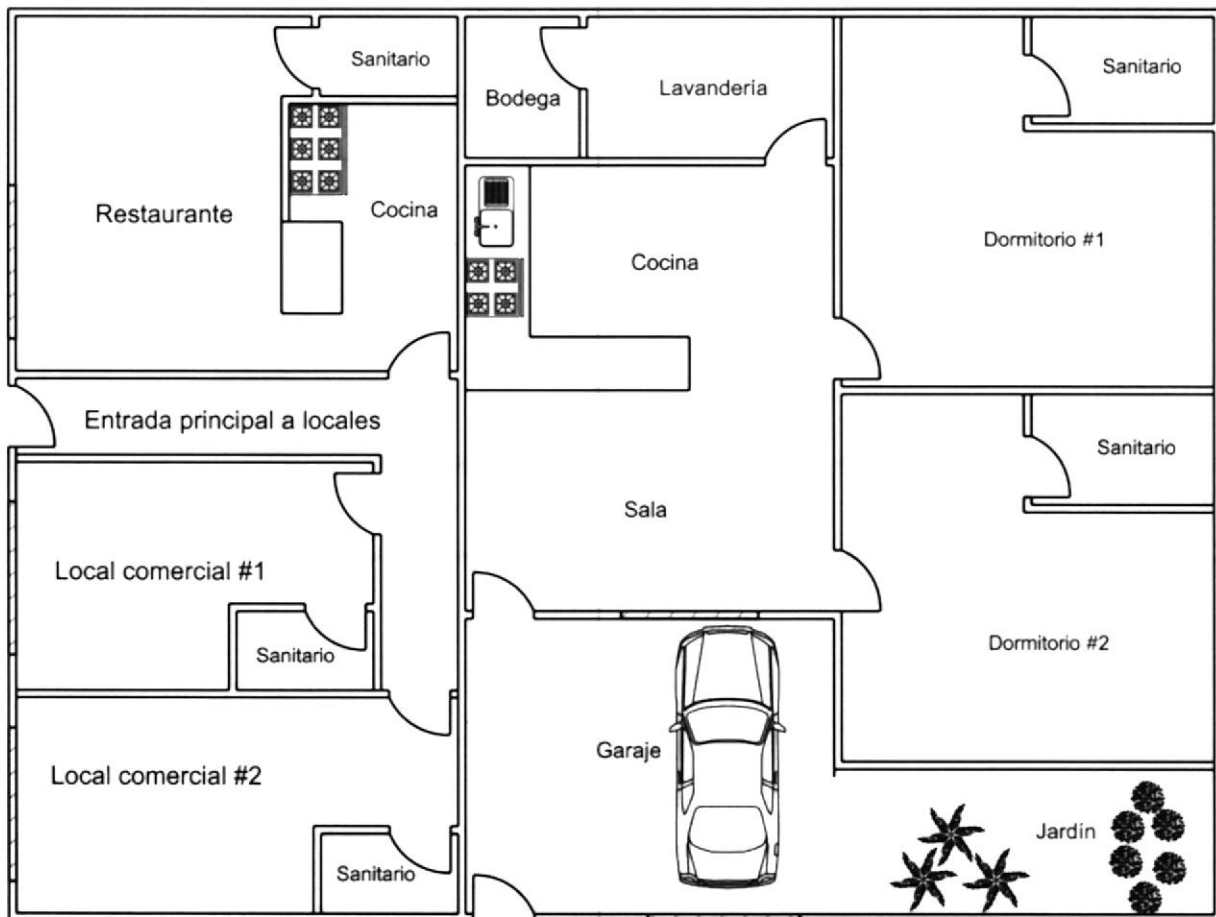 Sanitario
Restaurante
Cocina
Entrada principal a locales
Local comercial #1
Sanitario
Local comercial #2
Sanitario
Bodega
Lavandería
Cocina
Sala
Garaje
Sanitario
Dormitorio #1
Sanitario
Dormitorio #2
Jardín